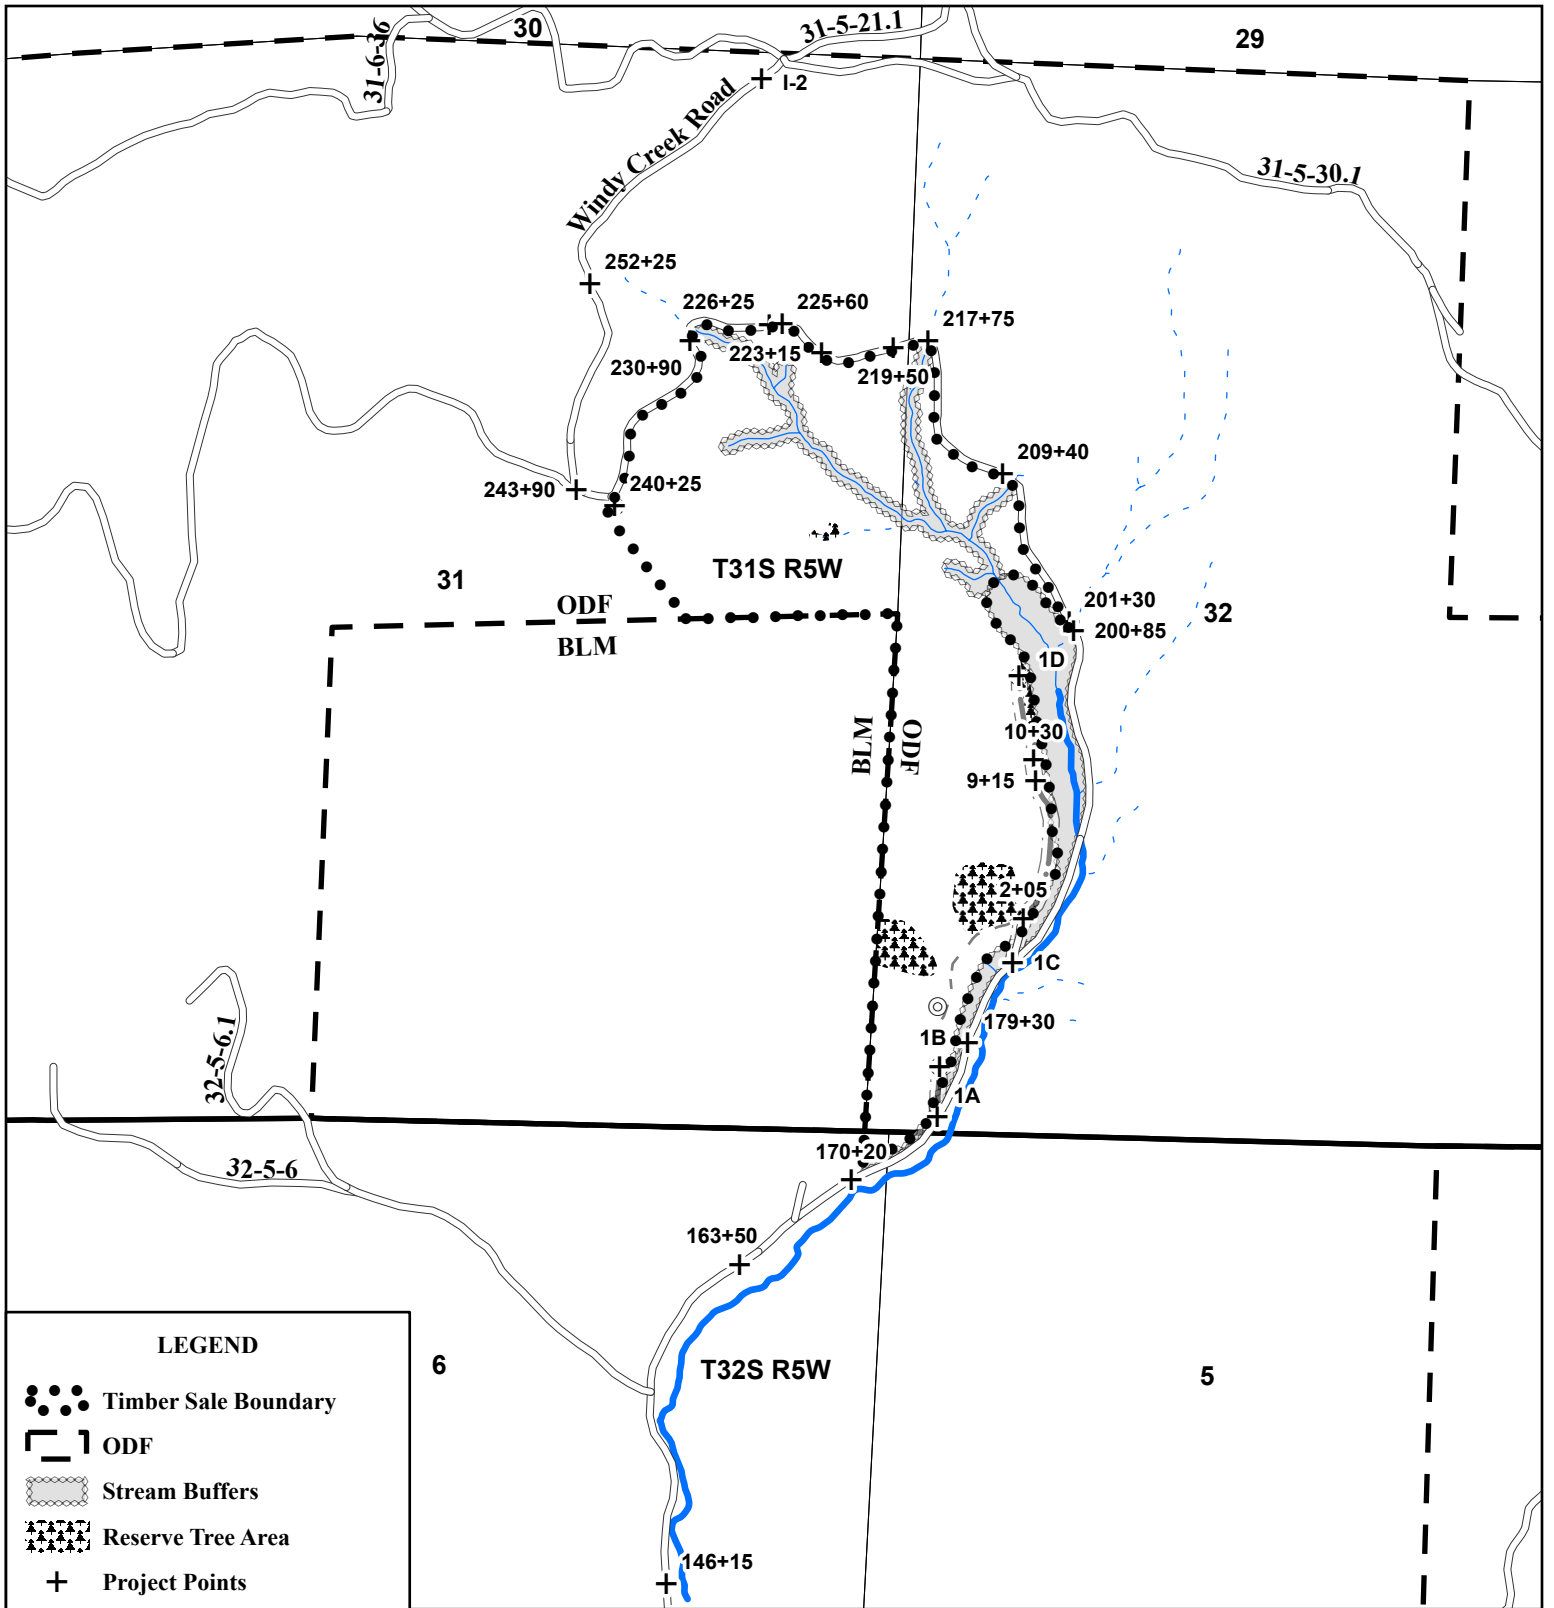 30
31-5-21.1
29
31-6-36
I-2
Windy Creek Road
31-5-30.1
252+25
226+25
225+60
217+75
223+15
230+90
219+50
209+40
243+90
240+25
T31S R5W
31
ODF
BLM
201+30
32
200+85
1D
BLM
ODF
10+30
9+15
2+05
1C
179+30
1B
1A
32-5-6.1
170+20
32-5-6
163+50
6
T32S R5W
5
146+15
LEGEND
Timber Sale Boundary
ODF
Stream Buffers
Reserve Tree Area
Project Points